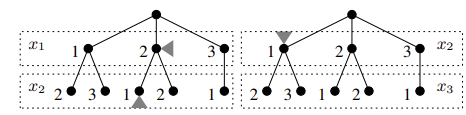 x₁ 1 2 3 1 2 3 x₂
x₂ 2 3 1 2 1 2 3 1 2 1 x₃